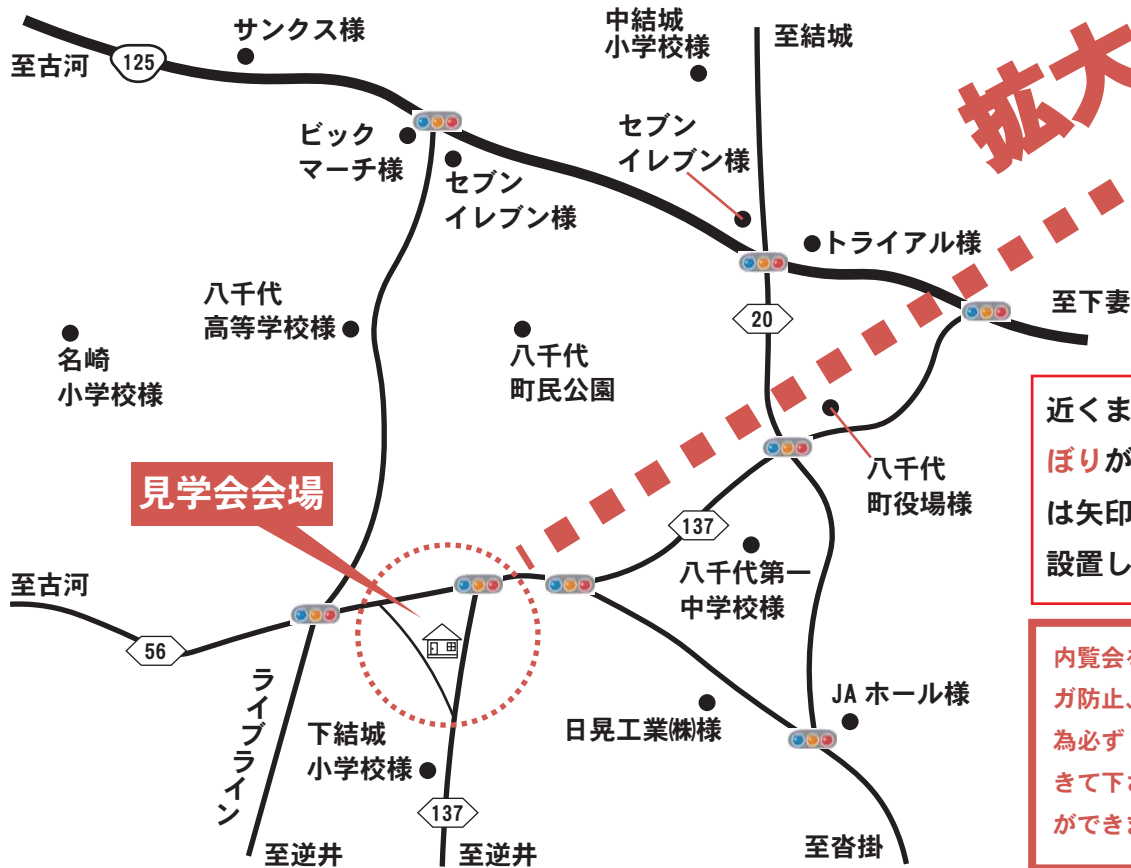 サンクス様
至古河
125
中結城
小学校様
至結城
拡大
ビック
マーチ様
セブン
イレブン様
セブン
イレブン様
トライアル様
至下妻
八千代
高等学校様
20
名崎
小学校様
八千代
町民公園
近くま
ぼりが
は矢印
設置し
八千代
町役場様
見学会会場
137
八千代第一
中学校様
至古河
56
ライブライン
下結城
小学校様
日晃工業㈱様
JAホール様
内覧会を
ガ防止、
為必ず
きて下さ
ができま
137
至逆井
至逆井
至沓掛